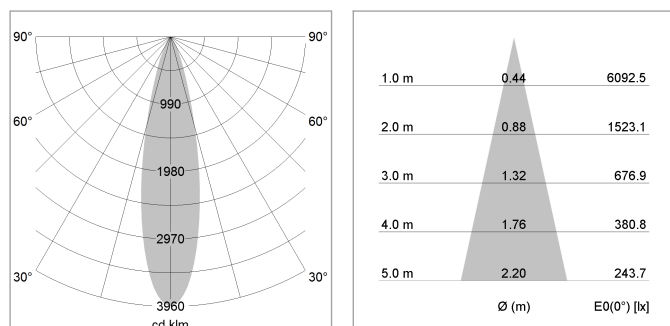 90° 90°
990
60° 60°
1980
2970
30° 30°
3960
cd klm
1.0 m 0.44 6092.5
2.0 m 0.88 1523.1
3.0 m 1.32 676.9
4.0 m 1.76 380.8
5.0 m 2.20 243.7
Ø (m) E0(0°) [lx]